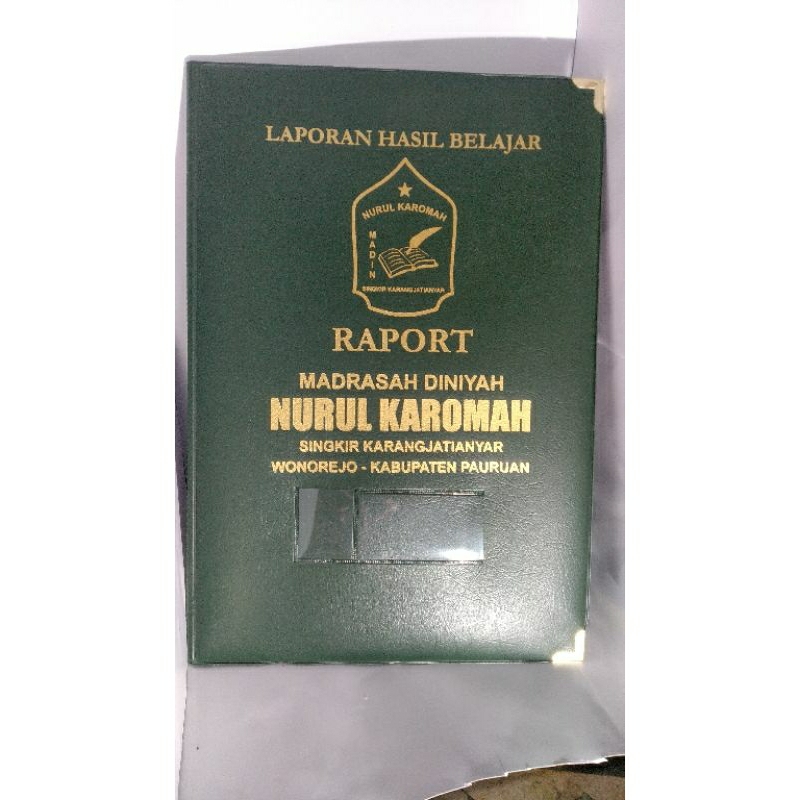 LAPORAN HASIL BELAJAR
NURUL KAROMAH
MADIN
SINGKIR KARANGJATIANYAR
RAPORT
MADRASAH DINIYAH
NURUL KAROMAH
SINGKIR KARANGJATIANYAR
WONOREJO - KABUPATEN PAURUAN